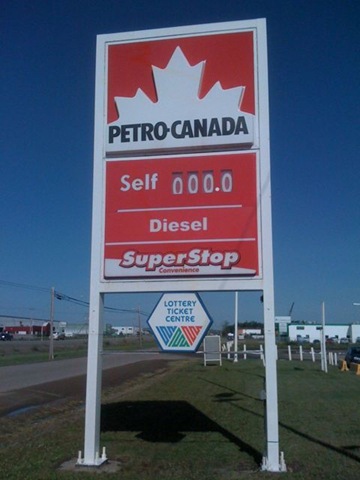 PETRO-CANADA
Self 000.0
Diesel
SuperStop
Convenience
LOTTERY
TICKET
CENTRE